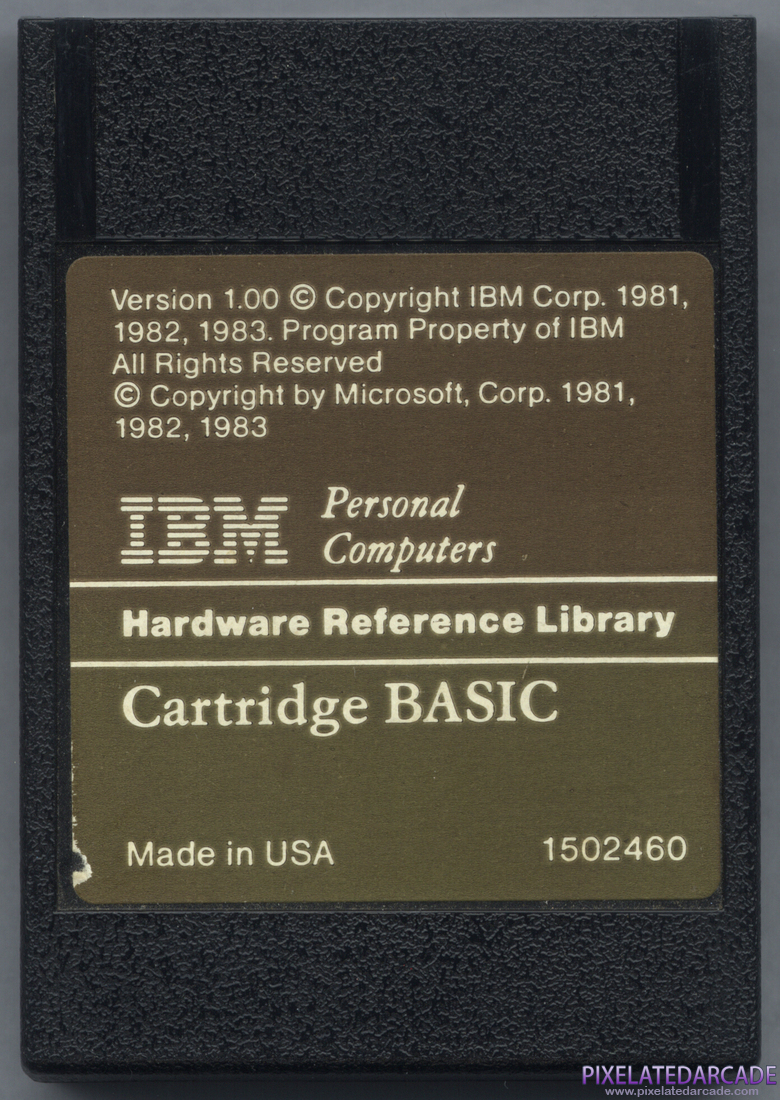 Version 1.00 © Copyright IBM Corp. 1981,
1982, 1983. Program Property of IBM
All Rights Reserved
© Copyright by Microsoft, Corp. 1981,
1982, 1983
IBM Personal
Computers
Hardware Reference Library
Cartridge BASIC
Made in USA 1502460
PIXELATEDARCADE
www.pixelatedarcade.com